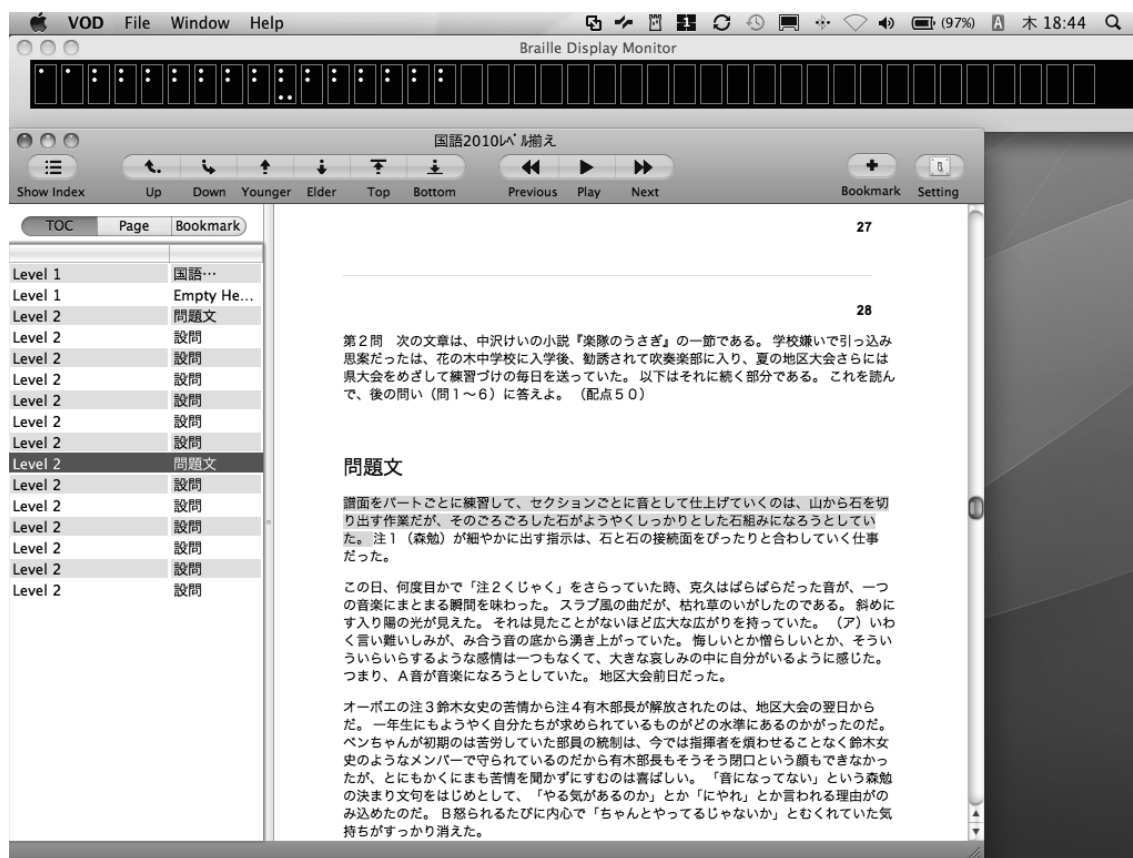 VOD File Window Help (97%) A 木 18:44
Braille Display Monitor
国語2010ﾚﾍﾞﾙ揃え
Show Index Up Down Younger Elder Top Bottom Previous Play Next Bookmark Setting
TOC Page Bookmark
Level 1 国語…
Level 1 Empty He...
Level 2 問題文
Level 2 設問
Level 2 設問
Level 2 設問
Level 2 設問
Level 2 設問
Level 2 設問
Level 2 問題文
Level 2 設問
Level 2 設問
Level 2 設問
Level 2 設問
Level 2 設問
Level 2 設問
27
28
第２問　次の文章は、中沢けいの小説『楽隊のうさぎ』の一節である。 学校嫌いで引っ込み
思案だったは、花の木中学校に入学後、勧誘されて吹奏楽部に入り、夏の地区大会さらには
県大会をめざして練習づけの毎日を送っていた。 以下はそれに続く部分である。 これを読ん
で、後の問い（問１～６）に答えよ。 （配点５０）
問題文
譜面をパートごとに練習して、セクションごとに音として仕上げていくのは、山から石を切
り出す作業だが、そのごろごろした石がようやくしっかりとした石組みになろうとしてい
た。 注１（森勉）が細やかに出す指示は、石と石の接続面をぴったりと合わしていく仕事
だった。
この日、何度目かで「注２くじゃく」をさらっていた時、克久はばらばらだった音が、一つ
の音楽にまとまる瞬間を味わった。 スラブ風の曲だが、枯れ草のいがしたのである。 斜めに
す入り陽の光が見えた。 それは見たことがないほど広大な広がりを持っていた。 （ア）いわ
く言い難いしみが、み合う音の底から湧き上がっていた。 悔しいとか憎らしいとか、そうい
ういらいらするような感情は一つもなくて、大きな哀しみの中に自分がいるように感じた。
つまり、Ａ音が音楽になろうとしていた。 地区大会前日だった。
オーボエの注３鈴木女史の苦情から注４有木部長が解放されたのは、地区大会の翌日から
だ。 一年生にもようやく自分たちが求められているものがどの水準にあるのかがったのだ。
ベンちゃんが初期のは苦労していた部員の統制は、今では指揮者を煩わせることなく鈴木女
史のようなメンバーで守られているのだから有木部長もそうそう閉口という顔もできなかっ
たが、とにもかくにまも苦情を聞かずにすむのは喜ばしい。 「音になってない」という森勉
の決まり文句をはじめとして、「やる気があるのか」とか「にやれ」とか言われる理由がの
み込めたのだ。 Ｂ怒られるたびに内心で「ちゃんとやってるじゃないか」とむくれていた気
持ちがすっかり消えた。